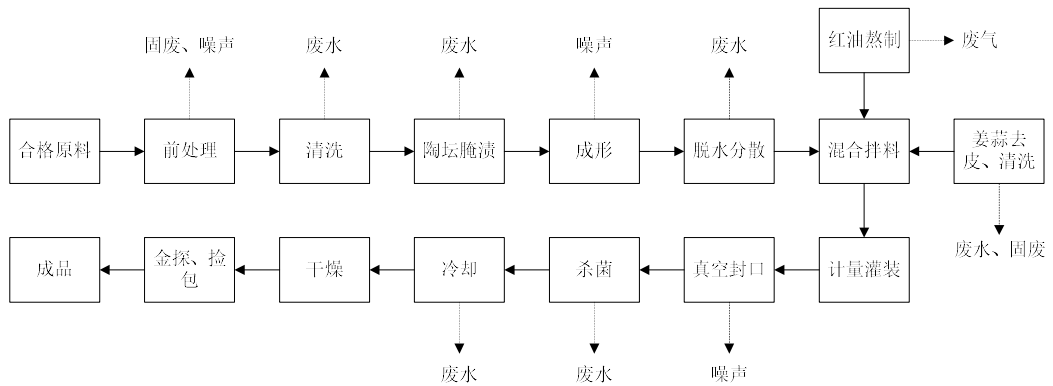 固废、噪声
废水
废水
噪声
废水
红油熬制
废气
合格原料
前处理
清洗
陶坛腌渍
成形
脱水分散
混合拌料
姜蒜去
皮、清洗
废水、固废
成品
金探、捡
包
干燥
冷却
杀菌
真空封口
计量灌装
废水
废水
噪声